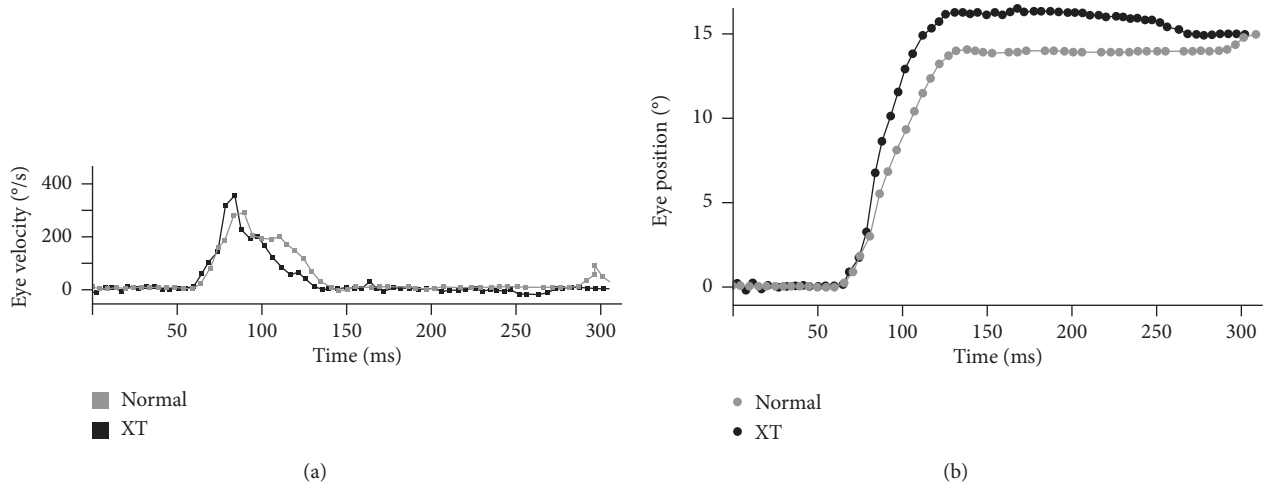 Eye velocity (°/s)
400
200
0
50 100 150 200 250 300
Time (ms)
Normal
XT
(a)
Eye position (°)
15
10
5
0
50 100 150 200 250 300
Time (ms)
Normal
XT
(b)